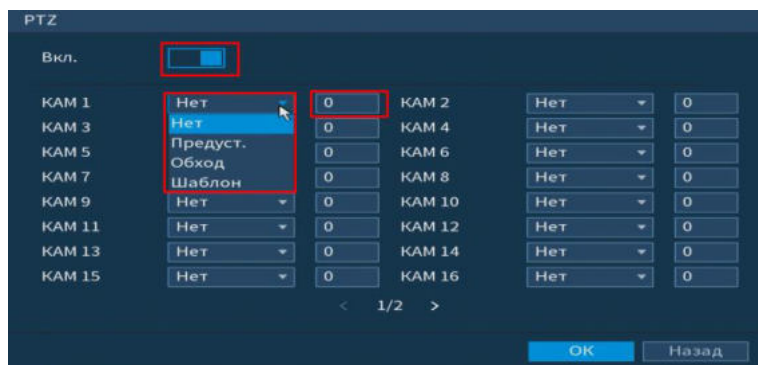 PTZ
Вкл.
КАМ 1 Нет 0 КАМ 2 Нет 0
КАМ 3 Нет 0 КАМ 4 Нет 0
КАМ 5 Предуст. 0 КАМ 6 Нет 0
Обход
КАМ 7 Шаблон 0 КАМ 8 Нет 0
КАМ 9 Нет 0 КАМ 10 Нет 0
КАМ 11 Нет 0 КАМ 12 Нет 0
КАМ 13 Нет 0 КАМ 14 Нет 0
КАМ 15 Нет 0 КАМ 16 Нет 0
< 1/2 >
ОК Назад